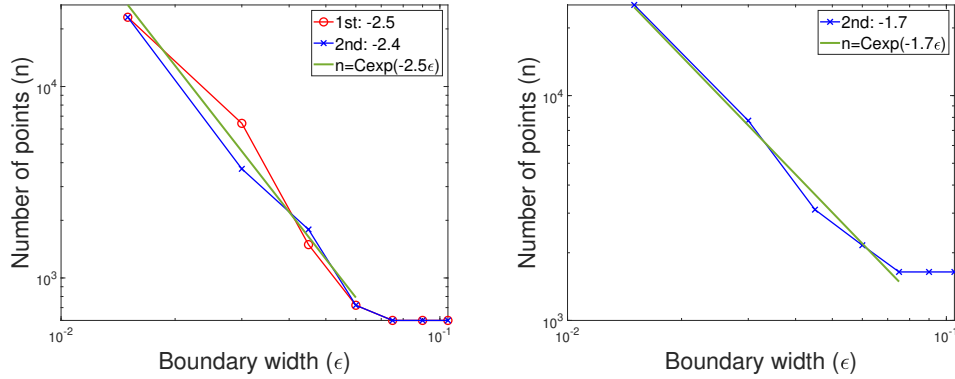 Number of points (n)
10^4
10^3
10^-2
10^-1
Boundary width (ϵ)
1st: -2.5
2nd: -2.4
n=Cexp(-2.5ϵ)
Number of points (n)
10^4
10^3
10^-2
10^-1
Boundary width (ϵ)
2nd: -1.7
n=Cexp(-1.7ϵ)